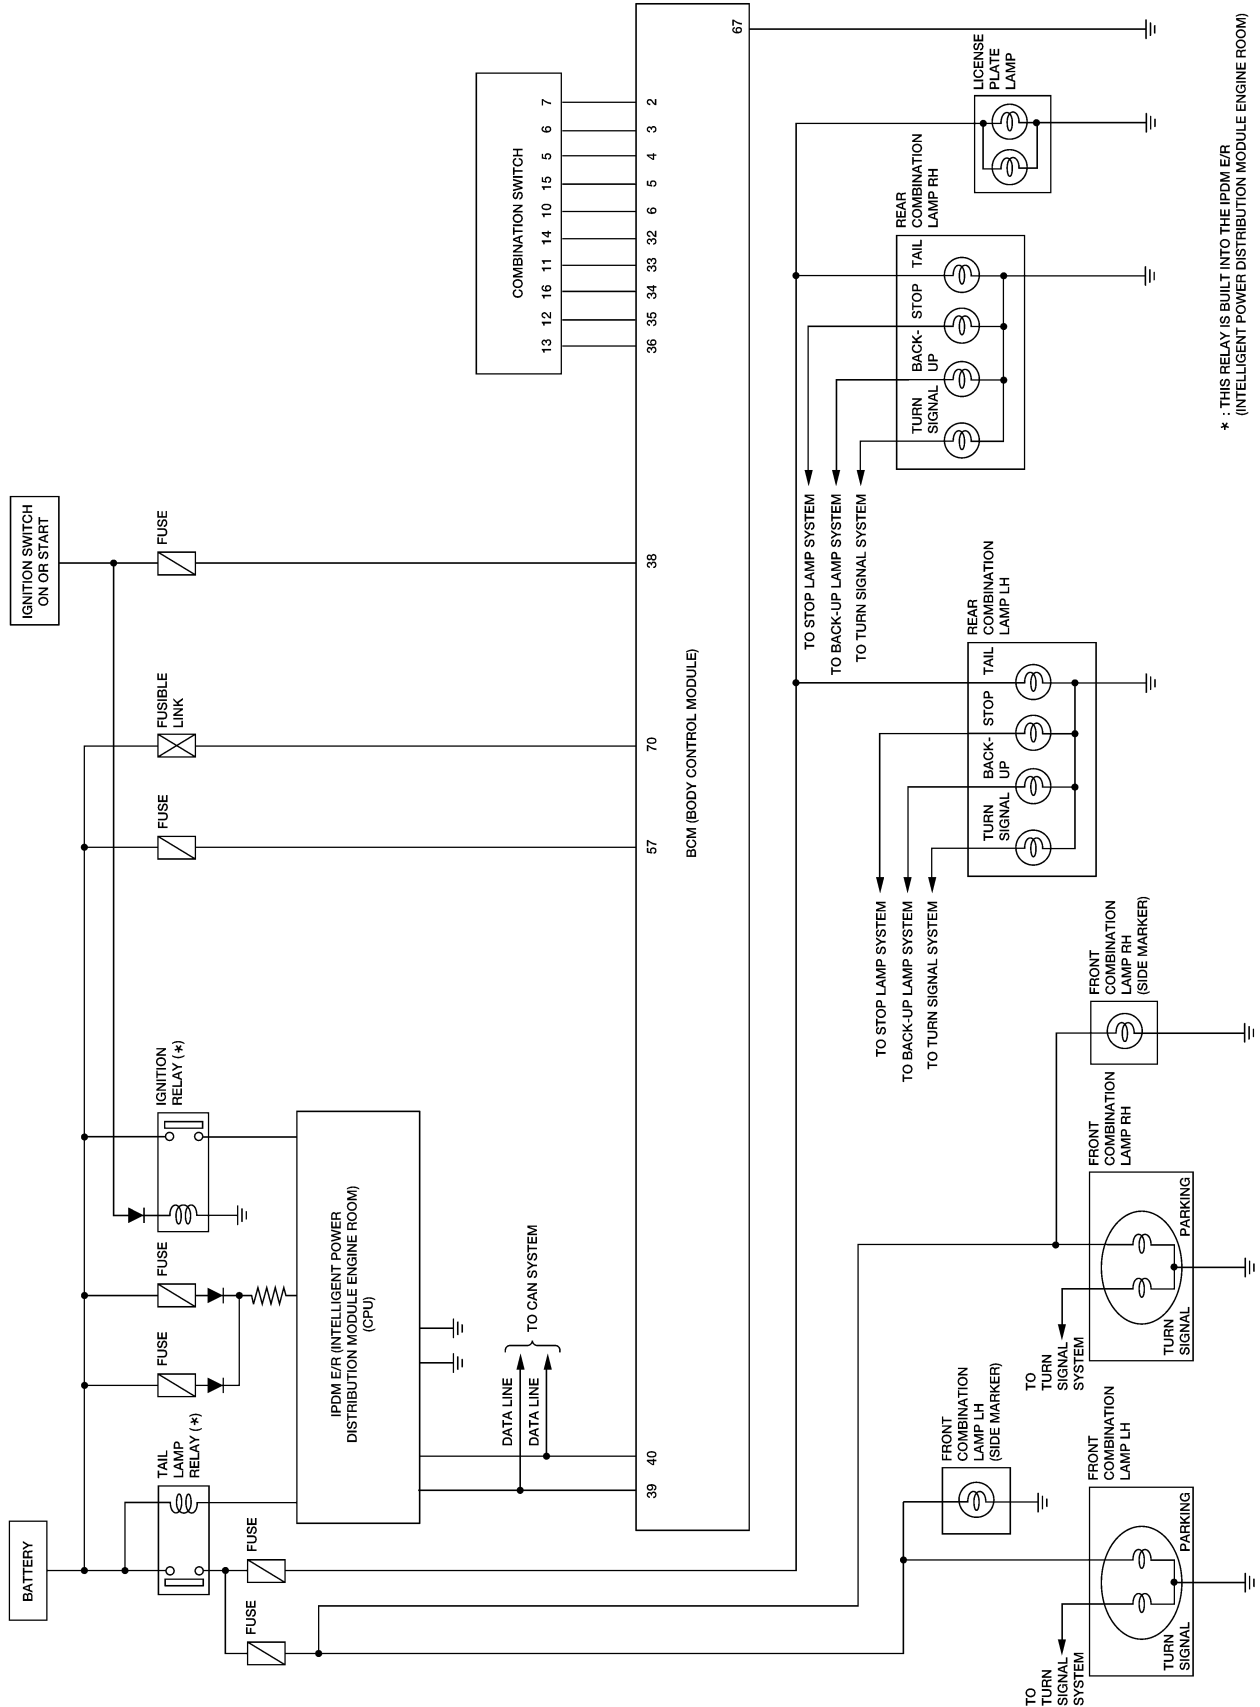 BATTERY
IGNITION SWITCH
ON OR START
TAIL
LAMP
RELAY (*)
FUSE
FUSE
IGNITION
RELAY (*)
FUSE
FUSIBLE
LINK
FUSE
FUSE
FUSE
IPDM E/R (INTELLIGENT POWER
DISTRIBUTION MODULE ENGINE ROOM)
(CPU)
DATA LINE
DATA LINE
TO CAN SYSTEM
COMBINATION SWITCH
13 12 16 11 14 10 15 5 6 7
39 40 57 70 38 36 35 34 33 32 6 5 4 3 2
BCM (BODY CONTROL MODULE)
67
TO STOP LAMP SYSTEM
TO BACK-UP LAMP SYSTEM
TO TURN SIGNAL SYSTEM
REAR
COMBINATION
LAMP RH
TURN
SIGNAL
BACK-
UP
STOP
TAIL
LICENSE
PLATE
LAMP
TO STOP LAMP SYSTEM
TO BACK-UP LAMP SYSTEM
TO TURN SIGNAL SYSTEM
REAR
COMBINATION
LAMP LH
TURN
SIGNAL
BACK-
UP
STOP
TAIL
FRONT
COMBINATION
LAMP LH
(SIDE MARKER)
FRONT
COMBINATION
LAMP RH
(SIDE MARKER)
TO
TURN
SIGNAL
SYSTEM
FRONT
COMBINATION
LAMP LH
TURN
SIGNAL
PARKING
TO
TURN
SIGNAL
SYSTEM
FRONT
COMBINATION
LAMP RH
TURN
SIGNAL
PARKING
* : THIS RELAY IS BUILT INTO THE IPDM E/R
(INTELLIGENT POWER DISTRIBUTION MODULE ENGINE ROOM)